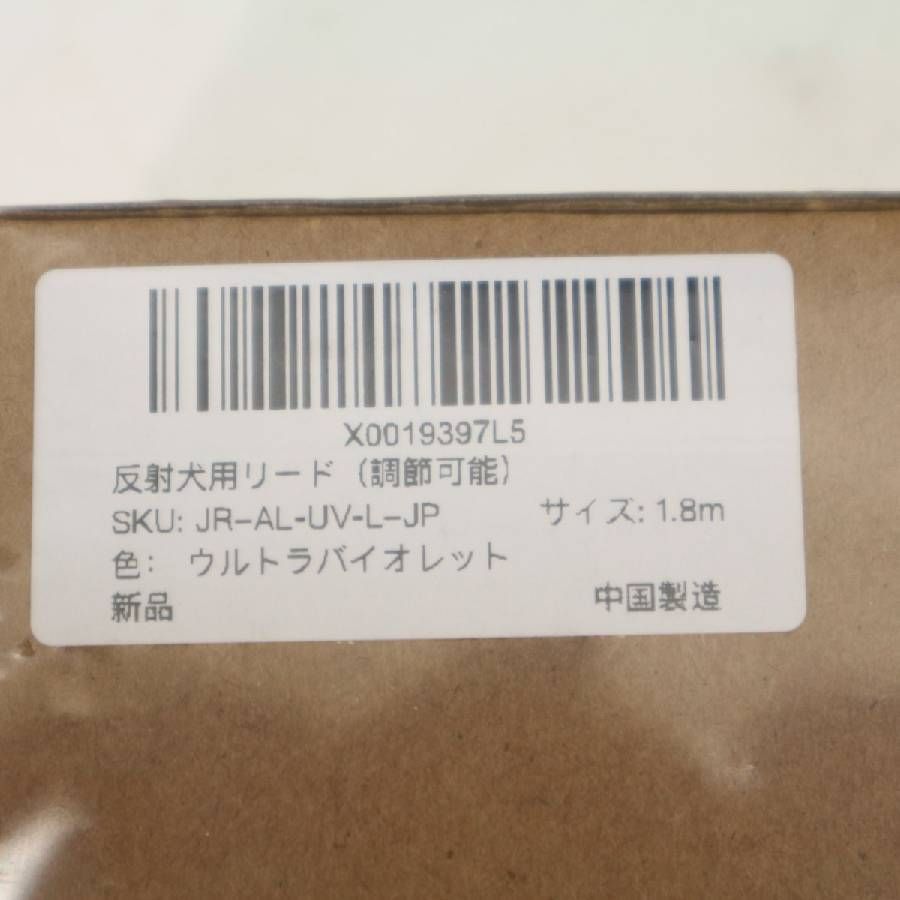 X0019397L5
反射犬用リード（調節可能）
SKU: JR-AL-UV-L-JP サイズ: 1.8m
色： ウルトラバイオレット
新品 中国製造